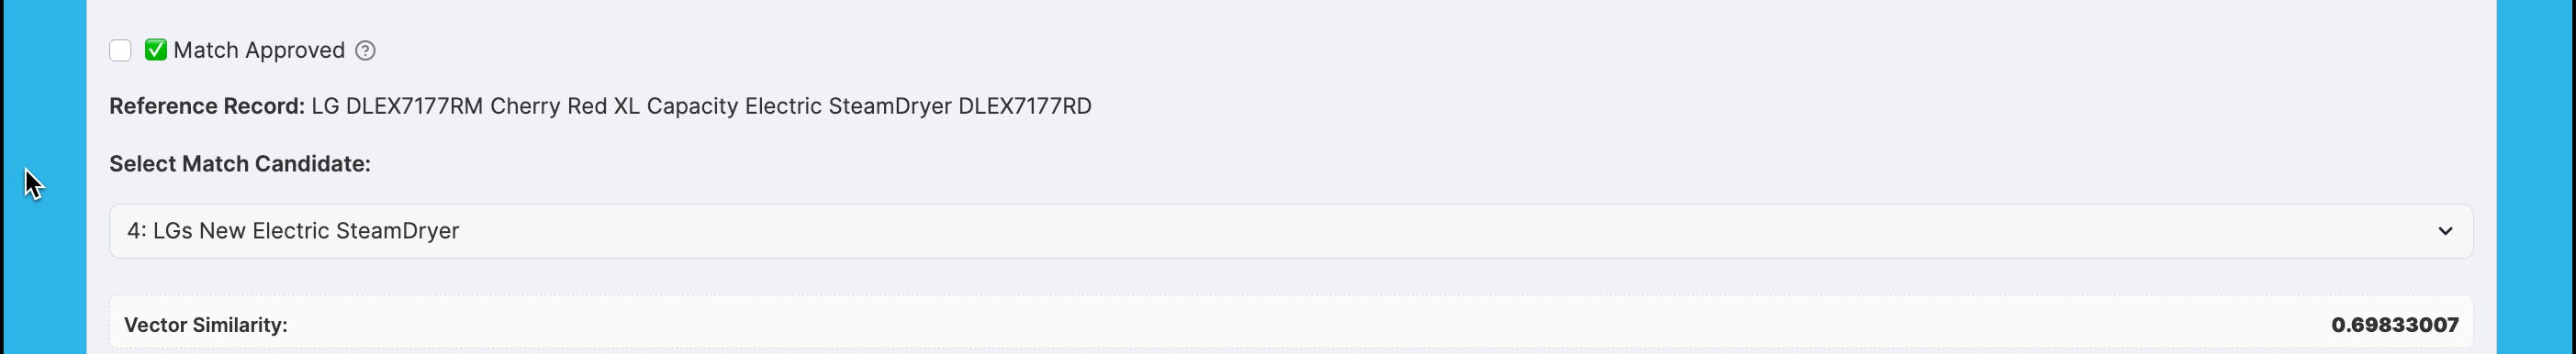 ✅ Match Approved ?
Reference Record: LG DLEX7177RM Cherry Red XL Capacity Electric SteamDryer DLEX7177RD
Select Match Candidate:
4: LGs New Electric SteamDryer
Vector Similarity: 0.69833007